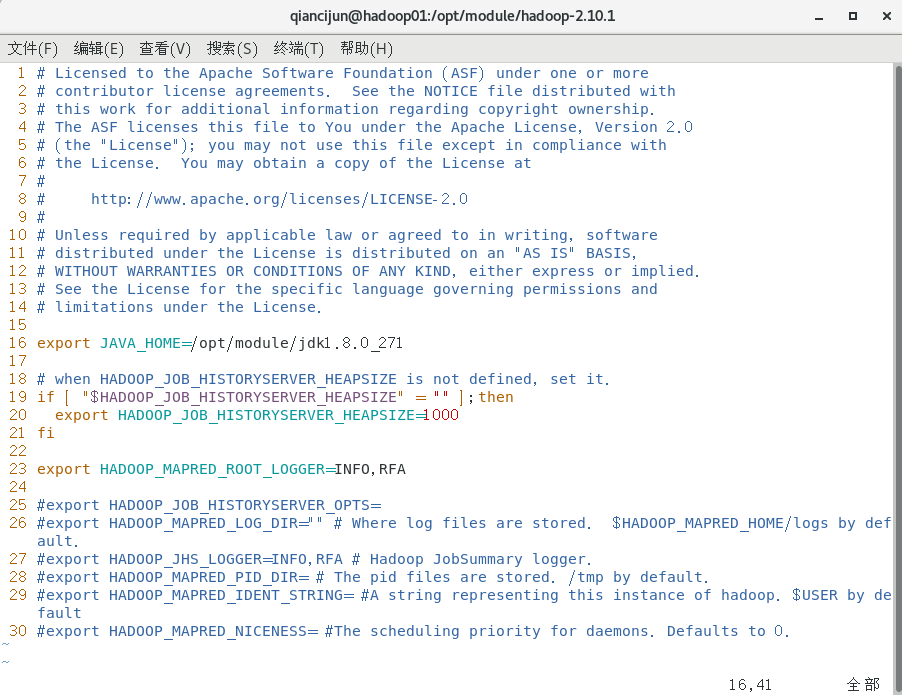 qiancijun@hadoop01:/opt/module/hadoop-2.10.1
文件(F) 编辑(E) 查看(V) 搜索(S) 终端(T) 帮助(H)
1 # Licensed to the Apache Software Foundation (ASF) under one or more
2 # contributor license agreements.  See the NOTICE file distributed with
3 # this work for additional information regarding copyright ownership.
4 # The ASF licenses this file to You under the Apache License, Version 2.0
5 # (the "License"); you may not use this file except in compliance with
6 # the License.  You may obtain a copy of the License at
7 #
8 #     http://www.apache.org/licenses/LICENSE-2.0
9 #
10 # Unless required by applicable law or agreed to in writing, software
11 # distributed under the License is distributed on an "AS IS" BASIS,
12 # WITHOUT WARRANTIES OR CONDITIONS OF ANY KIND, either express or implied.
13 # See the License for the specific language governing permissions and
14 # limitations under the License.
15
16 export JAVA_HOME=/opt/module/jdk1.8.0_271
17
18 # when HADOOP_JOB_HISTORYSERVER_HEAPSIZE is not defined, set it.
19 if [ "$HADOOP_JOB_HISTORYSERVER_HEAPSIZE" = "" ];then
20   export HADOOP_JOB_HISTORYSERVER_HEAPSIZE=1000
21 fi
22
23 export HADOOP_MAPRED_ROOT_LOGGER=INFO,RFA
24
25 #export HADOOP_JOB_HISTORYSERVER_OPTS=
26 #export HADOOP_MAPRED_LOG_DIR="" # Where log files are stored.  $HADOOP_MAPRED_HOME/logs by def
ault.
27 #export HADOOP_JHS_LOGGER=INFO,RFA # Hadoop JobSummary logger.
28 #export HADOOP_MAPRED_PID_DIR= # The pid files are stored. /tmp by default.
29 #export HADOOP_MAPRED_IDENT_STRING= #A string representing this instance of hadoop. $USER by de
fault
30 #export HADOOP_MAPRED_NICENESS= #The scheduling priority for daemons. Defaults to 0.
~
~
16,41 全部